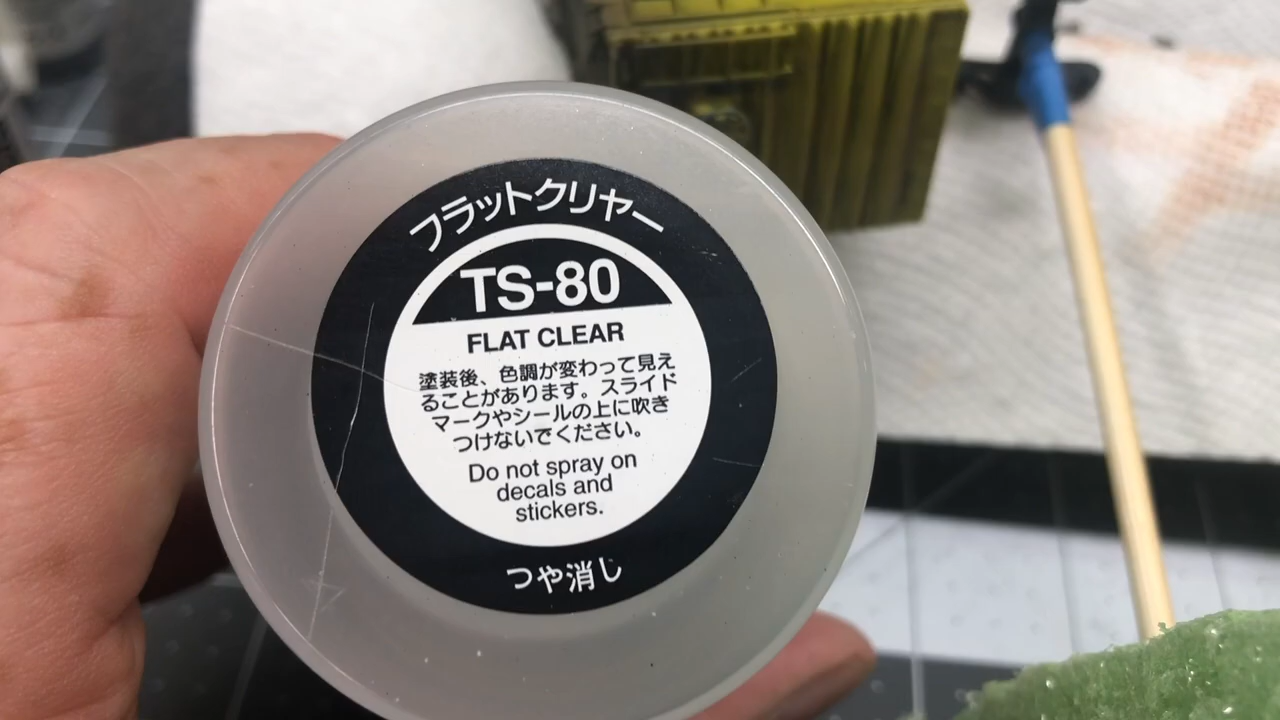 フラットクリヤー
TS-80
FLAT CLEAR
塗装後、色調が変わって見え
ることがあります。スライド
マークやシールの上に吹き
つけないでください。
Do not spray on
decals and
stickers.
つや消し